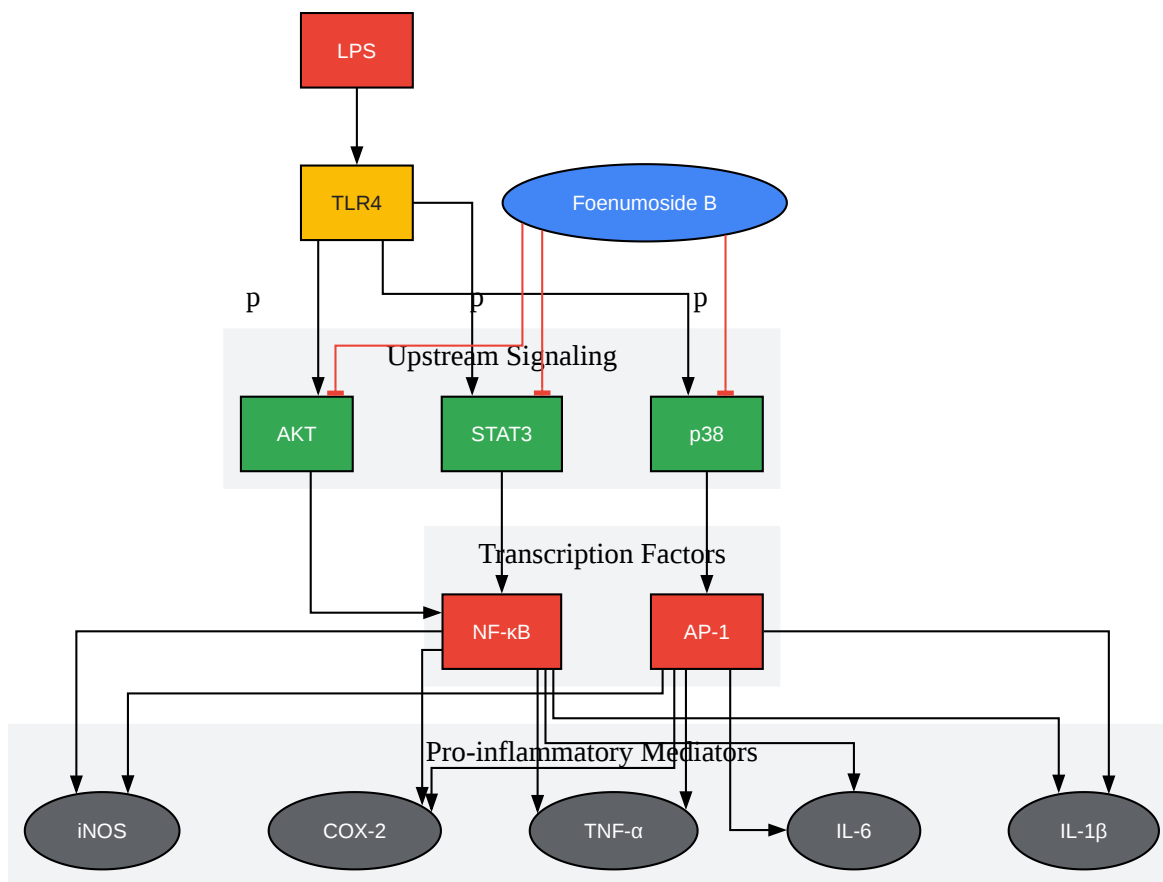 LPS
TLR4
Foenumoside B
p
p
p
Upstream Signaling
AKT
STAT3
p38
Transcription Factors
NF-κB
AP-1
Pro-inflammatory Mediators
iNOS
COX-2
TNF-α
IL-6
IL-1β